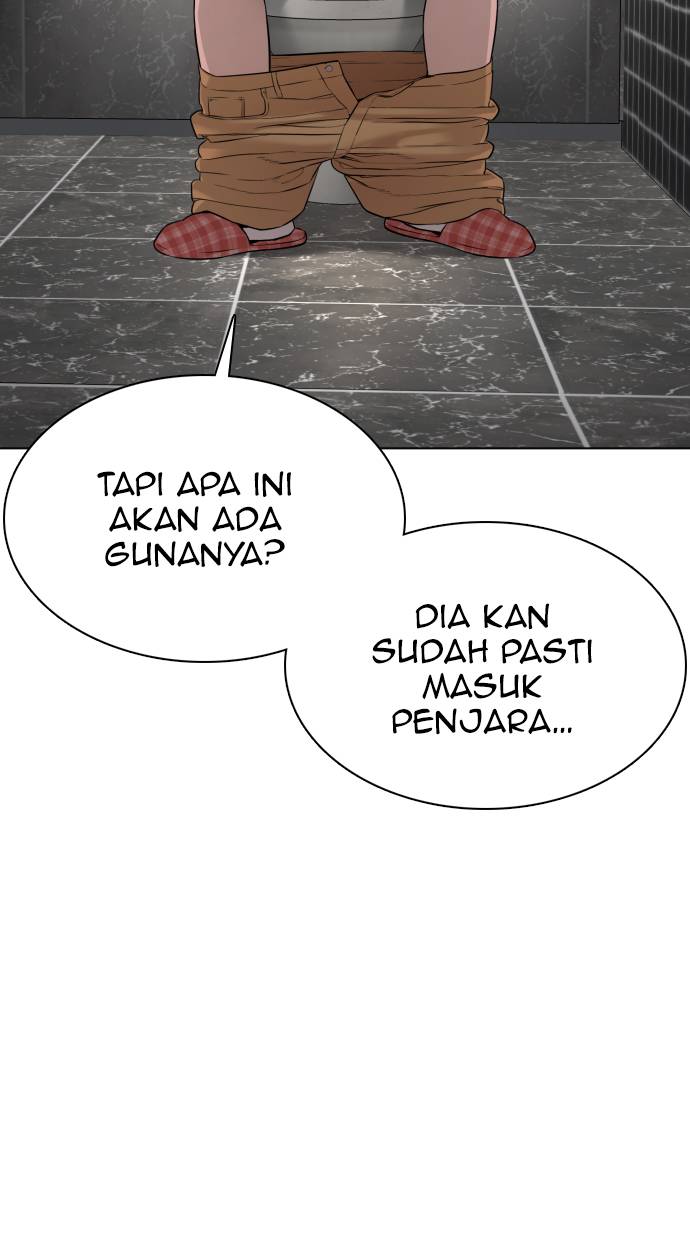 TAPI APA INI
AKAN ADA
GUNANYA?
DIA KAN
SUDAH PASTI
MASUK
PENJARA...